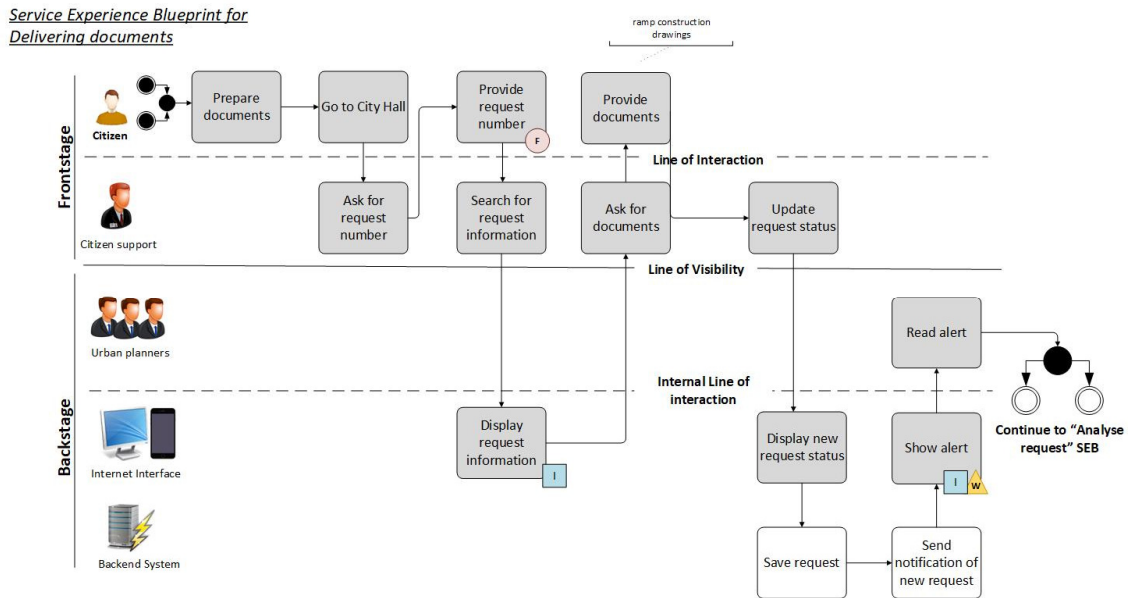 Service Experience Blueprint for
Delivering documents
ramp construction
drawings
Frontstage
Citizen
Prepare
documents
Go to City Hall
Provide
request
number
F
Provide
documents
Line of Interaction
Citizen support
Ask for
request
number
Search for
request
information
Ask for
documents
Update
request status
Line of Visibility
Backstage
Urban planners
Read alert
Internal Line of
interaction
Internet Interface
Display
request
information
I
Display new
request status
Show alert
I
W
Continue to “Analyse
request” SEB
Backend System
Save request
Send
notification of
new request